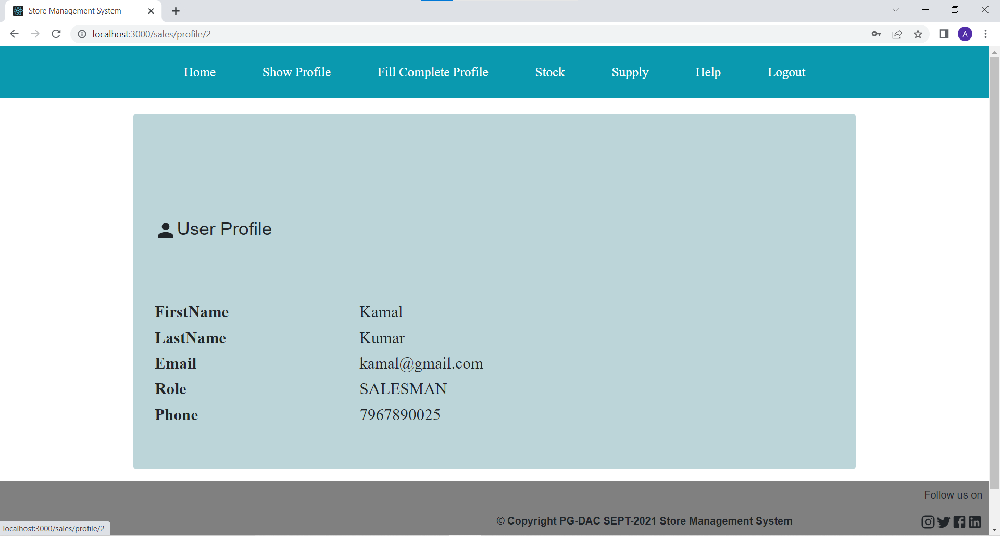 Store Management System
localhost:3000/sales/profile/2
A
Home Show Profile Fill Complete Profile Stock Supply Help Logout
User Profile
FirstName Kamal
LastName Kumar
Email kamal@gmail.com
Role SALESMAN
Phone 7967890025
Follow us on
© Copyright PG-DAC SEPT-2021 Store Management System
localhost:3000/sales/profile/2